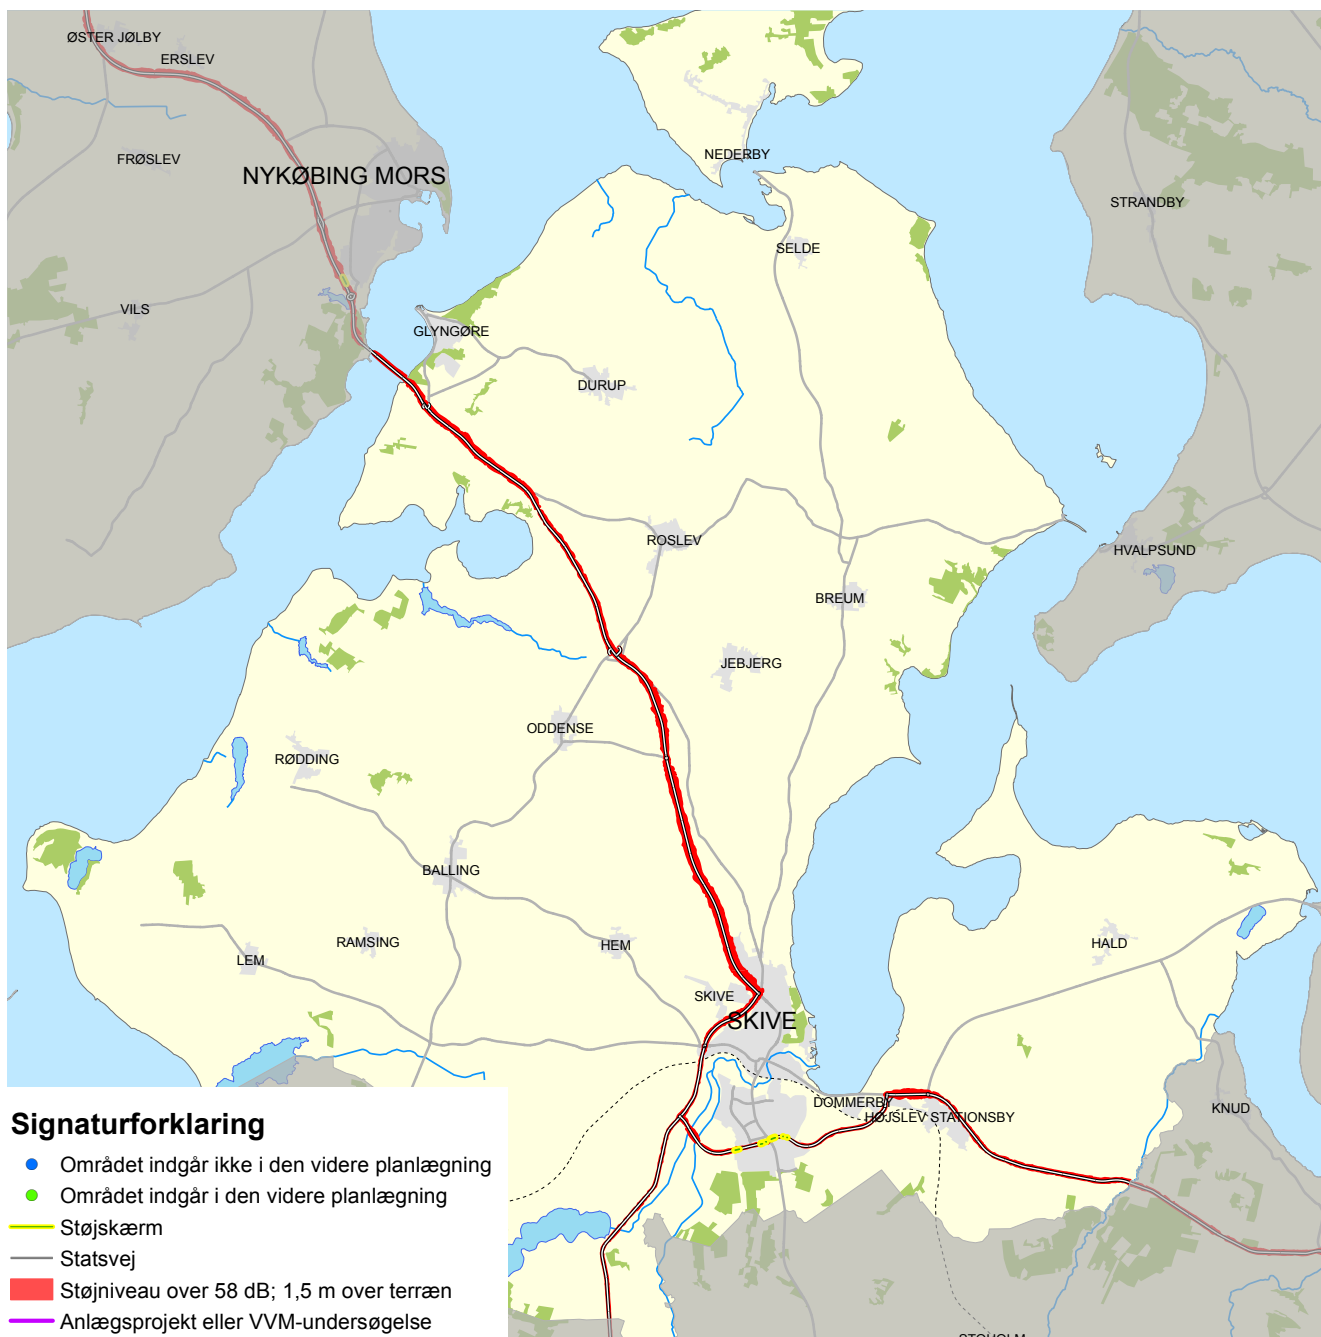 ØSTER JØLBY
ERSLEV
FRØSLEV
NYKØBING MORS
NEDERBY
STRANDBY
SELDE
VILS
GLYNGØRE
DURUP
ROSLEV
HVALPSUND
BREUM
JEBJERG
ODDENSE
RØDDING
BALLING
RAMSING
HEM
HALD
LEM
SKIVE
SKIVE
DOMMERBY
HØJSLEV STATIONSBY
KNUD
Signaturforklaring
Området indgår ikke i den videre planlægning
Området indgår i den videre planlægning
Støjskærm
Statsvej
Støjniveau over 58 dB; 1,5 m over terræn
Anlægsprojekt eller VVM-undersøgelse
STOHOLM